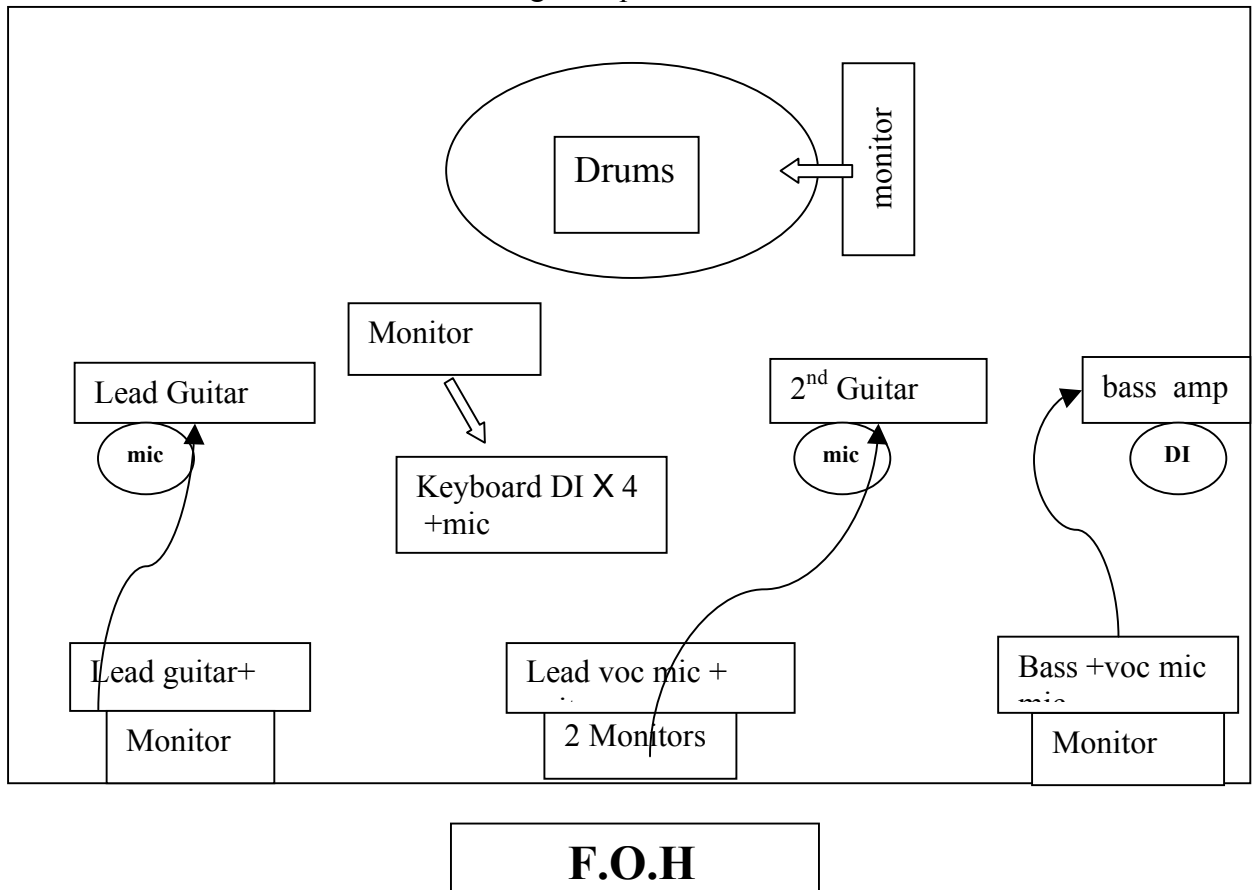 Drums
monitor
Monitor
Lead Guitar
2nd Guitar
bass amp
mic
mic
DI
Keyboard DI X 4
+mic
Lead guitar+
Lead voc mic +
Bass +voc mic
Monitor
2 Monitors
Monitor
F.O.H